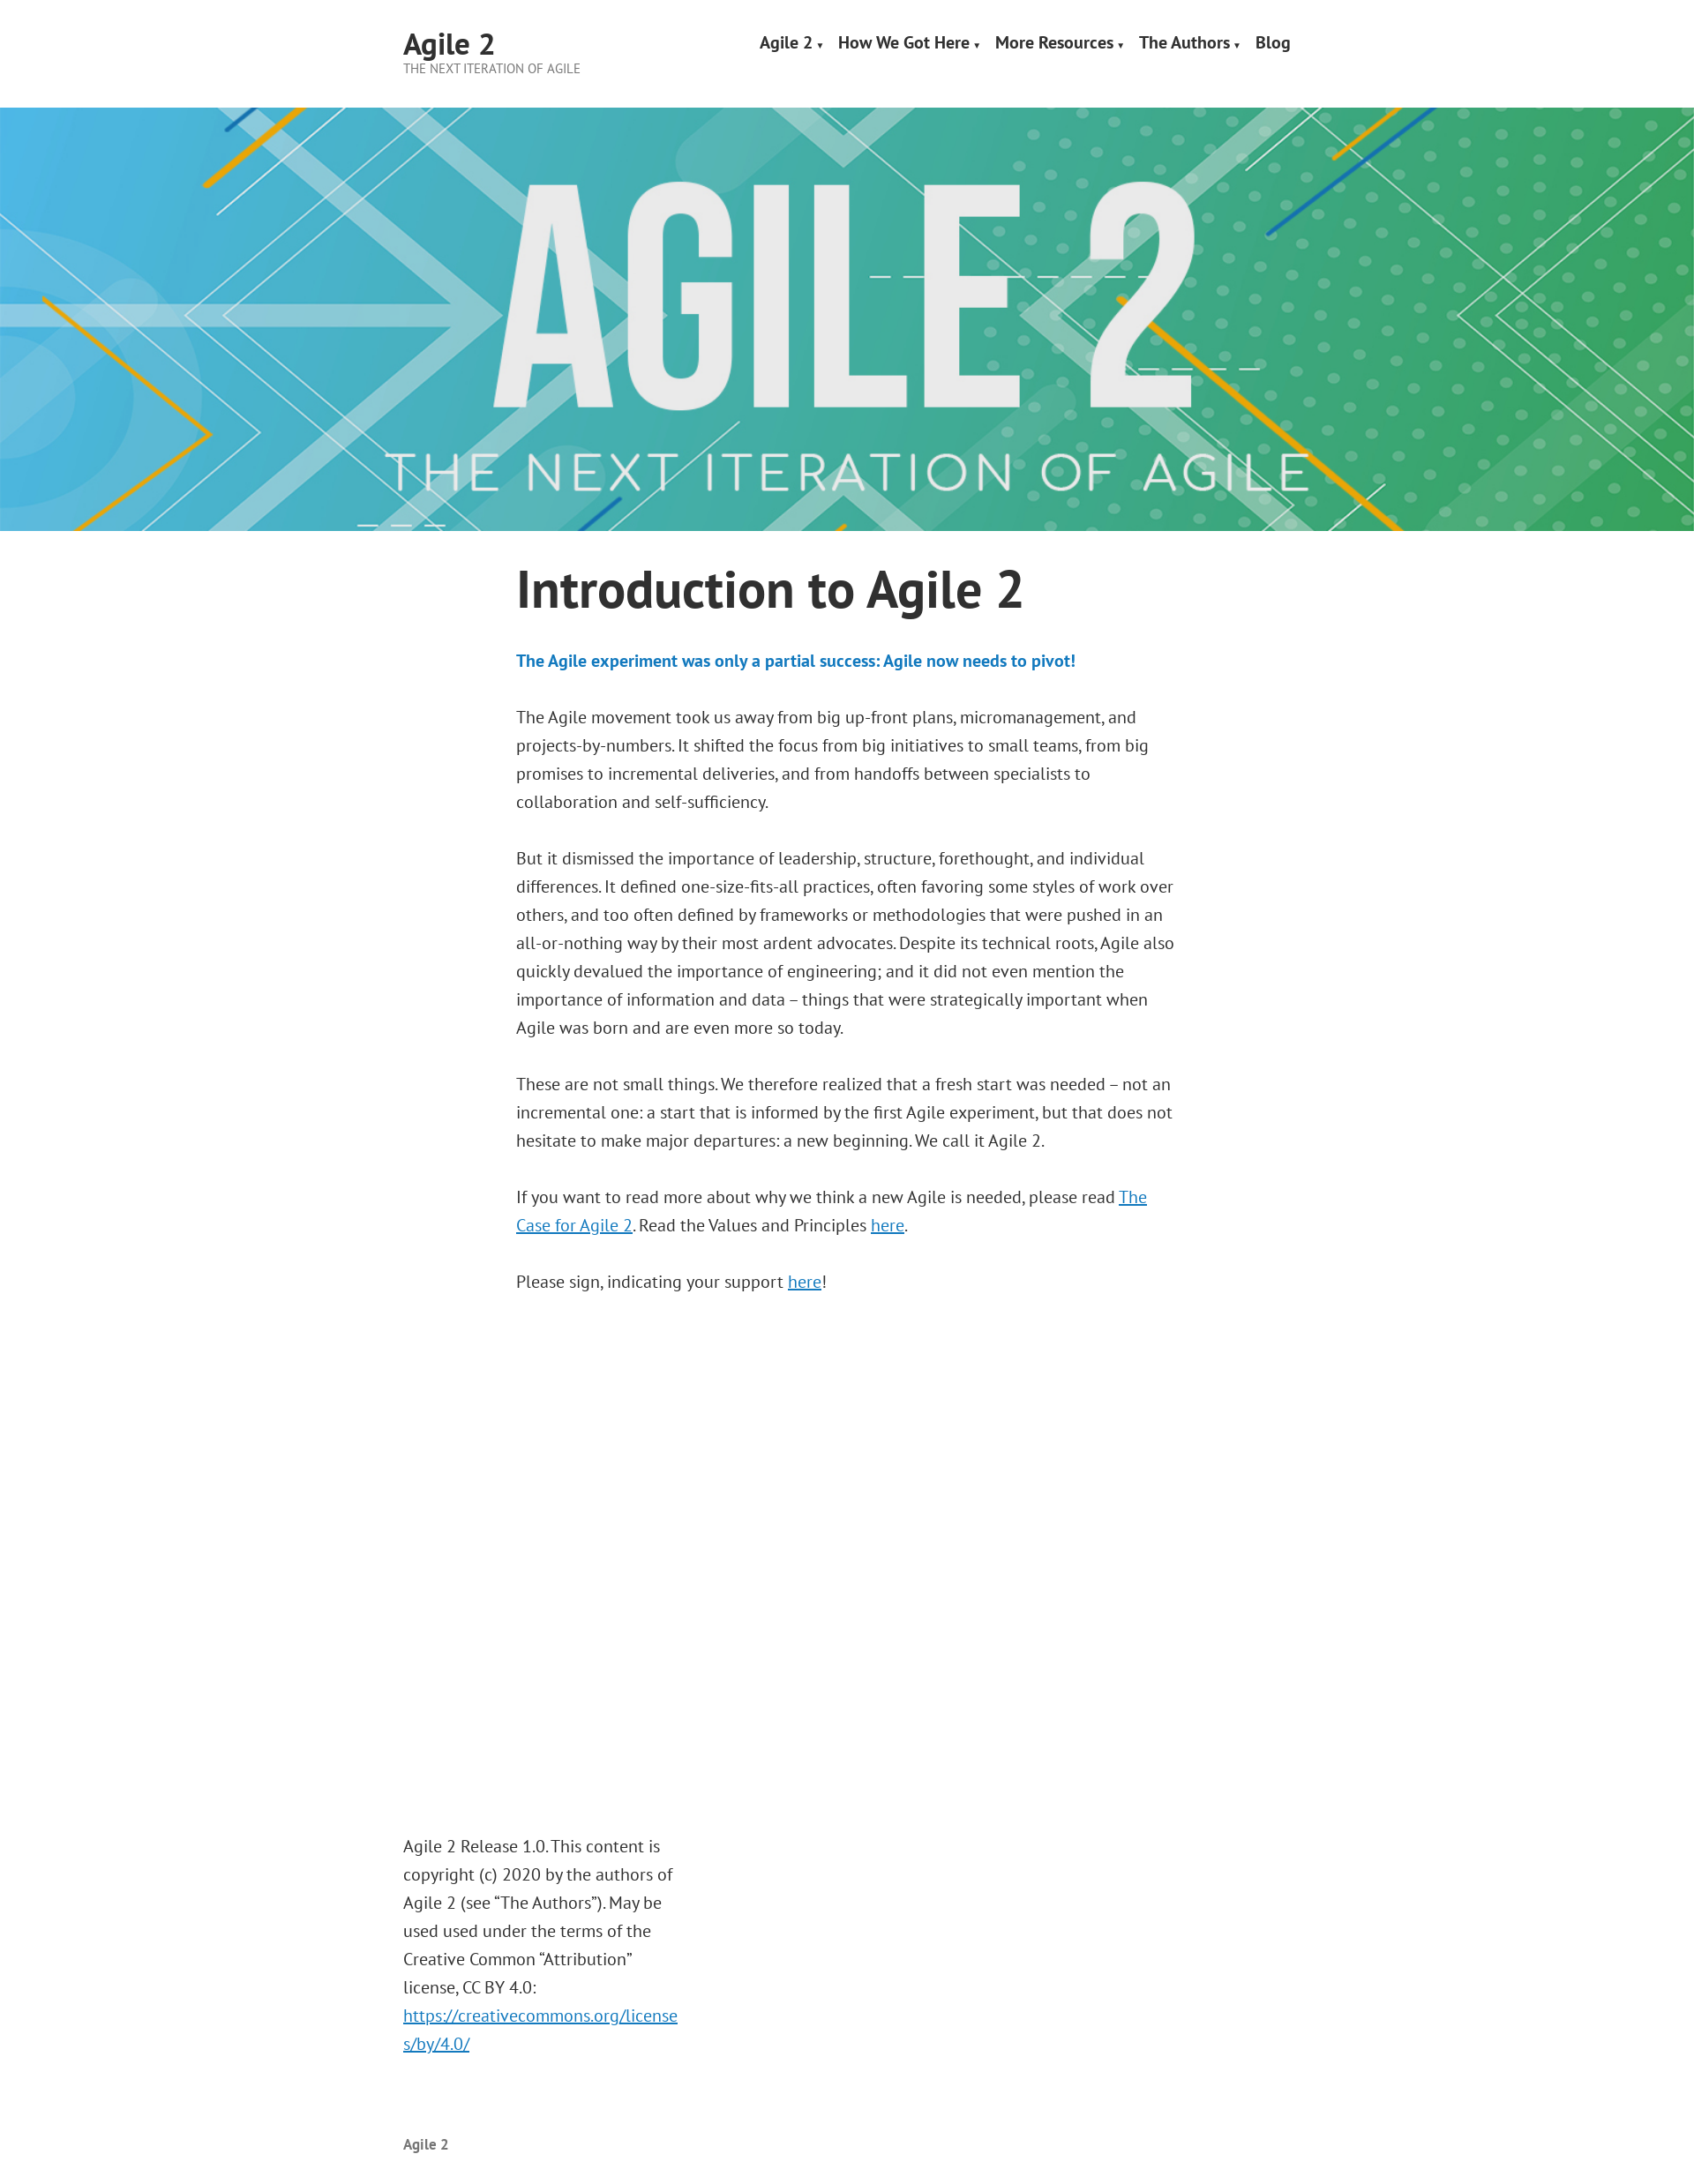 Agile 2
THE NEXT ITERATION OF AGILE
Agile 2 ▾ How We Got Here ▾ More Resources ▾ The Authors ▾ Blog
AGILE 2
THE NEXT ITERATION OF AGILE
Introduction to Agile 2
The Agile experiment was only a partial success: Agile now needs to pivot!
The Agile movement took us away from big up-front plans, micromanagement, and
projects-by-numbers. It shifted the focus from big initiatives to small teams, from big
promises to incremental deliveries, and from handoffs between specialists to
collaboration and self-sufficiency.
But it dismissed the importance of leadership, structure, forethought, and individual
differences. It defined one-size-fits-all practices, often favoring some styles of work over
others, and too often defined by frameworks or methodologies that were pushed in an
all-or-nothing way by their most ardent advocates. Despite its technical roots, Agile also
quickly devalued the importance of engineering; and it did not even mention the
importance of information and data – things that were strategically important when
Agile was born and are even more so today.
These are not small things. We therefore realized that a fresh start was needed – not an
incremental one: a start that is informed by the first Agile experiment, but that does not
hesitate to make major departures: a new beginning. We call it Agile 2.
If you want to read more about why we think a new Agile is needed, please read The
Case for Agile 2. Read the Values and Principles here.
Please sign, indicating your support here!
Agile 2 Release 1.0. This content is
copyright (c) 2020 by the authors of
Agile 2 (see “The Authors”). May be
used used under the terms of the
Creative Common “Attribution”
license, CC BY 4.0:
https://creativecommons.org/license
s/by/4.0/
Agile 2